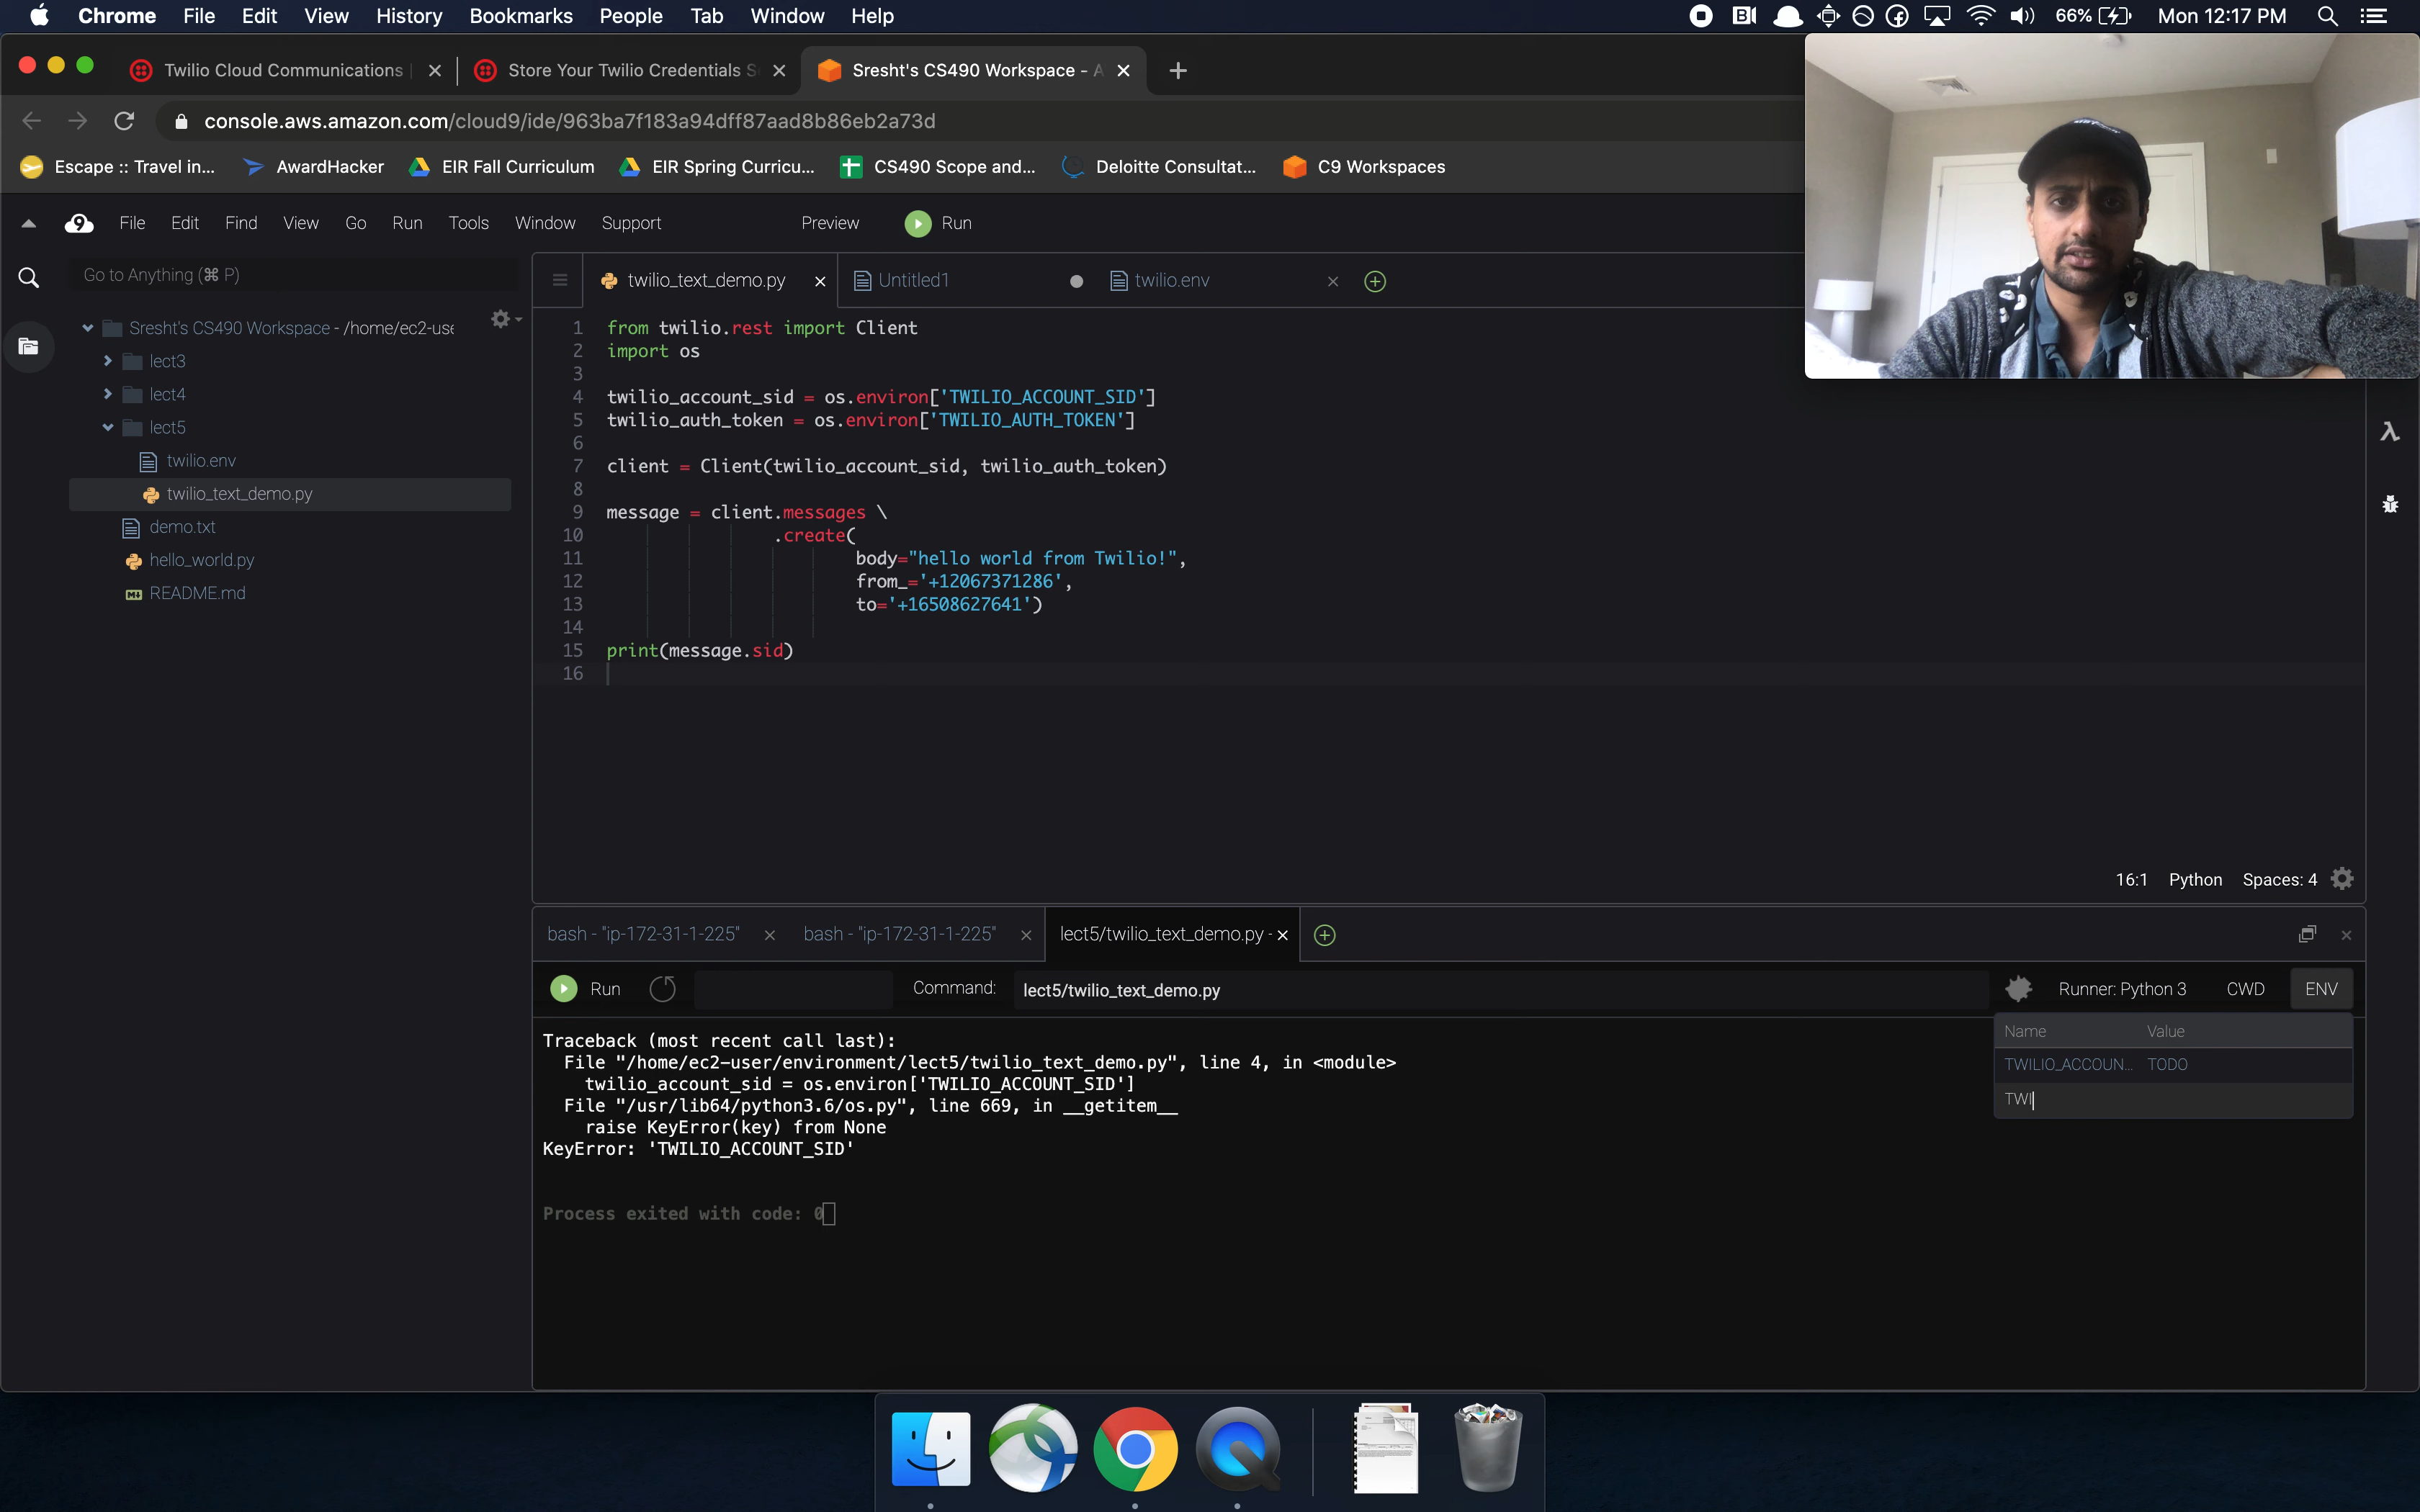 Chrome File Edit View History Bookmarks People Tab Window Help 66% Mon 12:17 PM
Twilio Cloud Communications Store Your Twilio Credentials S Sresht's CS490 Workspace - A
console.aws.amazon.com/cloud9/ide/963ba7f183a94dff87aad8b86eb2a73d
Escape :: Travel in... AwardHacker EIR Fall Curriculum EIR Spring Curricu... CS490 Scope and... Deloitte Consultat... C9 Workspaces
9 File Edit Find View Go Run Tools Window Support Preview Run
Go to Anything (⌘ P)
Sresht's CS490 Workspace - /home/ec2-use
lect3
lect4
lect5
twilio.env
twilio_text_demo.py
demo.txt
hello_world.py
README.md
twilio_text_demo.py Untitled1 twilio.env
1 from twilio.rest import Client
2 import os
3
4 twilio_account_sid = os.environ['TWILIO_ACCOUNT_SID']
5 twilio_auth_token = os.environ['TWILIO_AUTH_TOKEN']
6
7 client = Client(twilio_account_sid, twilio_auth_token)
8
9 message = client.messages \
10 .create(
11 body="hello world from Twilio!",
12 from_='+12067371286',
13 to='+16508627641')
14
15 print(message.sid)
16
16:1 Python Spaces: 4
bash - "ip-172-31-1-225" bash - "ip-172-31-1-225" lect5/twilio_text_demo.py -
Run Command: lect5/twilio_text_demo.py Runner: Python 3 CWD ENV
Name Value
TWILIO_ACCOUN... TODO
TWI
Traceback (most recent call last):
File "/home/ec2-user/environment/lect5/twilio_text_demo.py", line 4, in <module>
twilio_account_sid = os.environ['TWILIO_ACCOUNT_SID']
File "/usr/lib64/python3.6/os.py", line 669, in __getitem__
raise KeyError(key) from None
KeyError: 'TWILIO_ACCOUNT_SID'
Process exited with code: 0